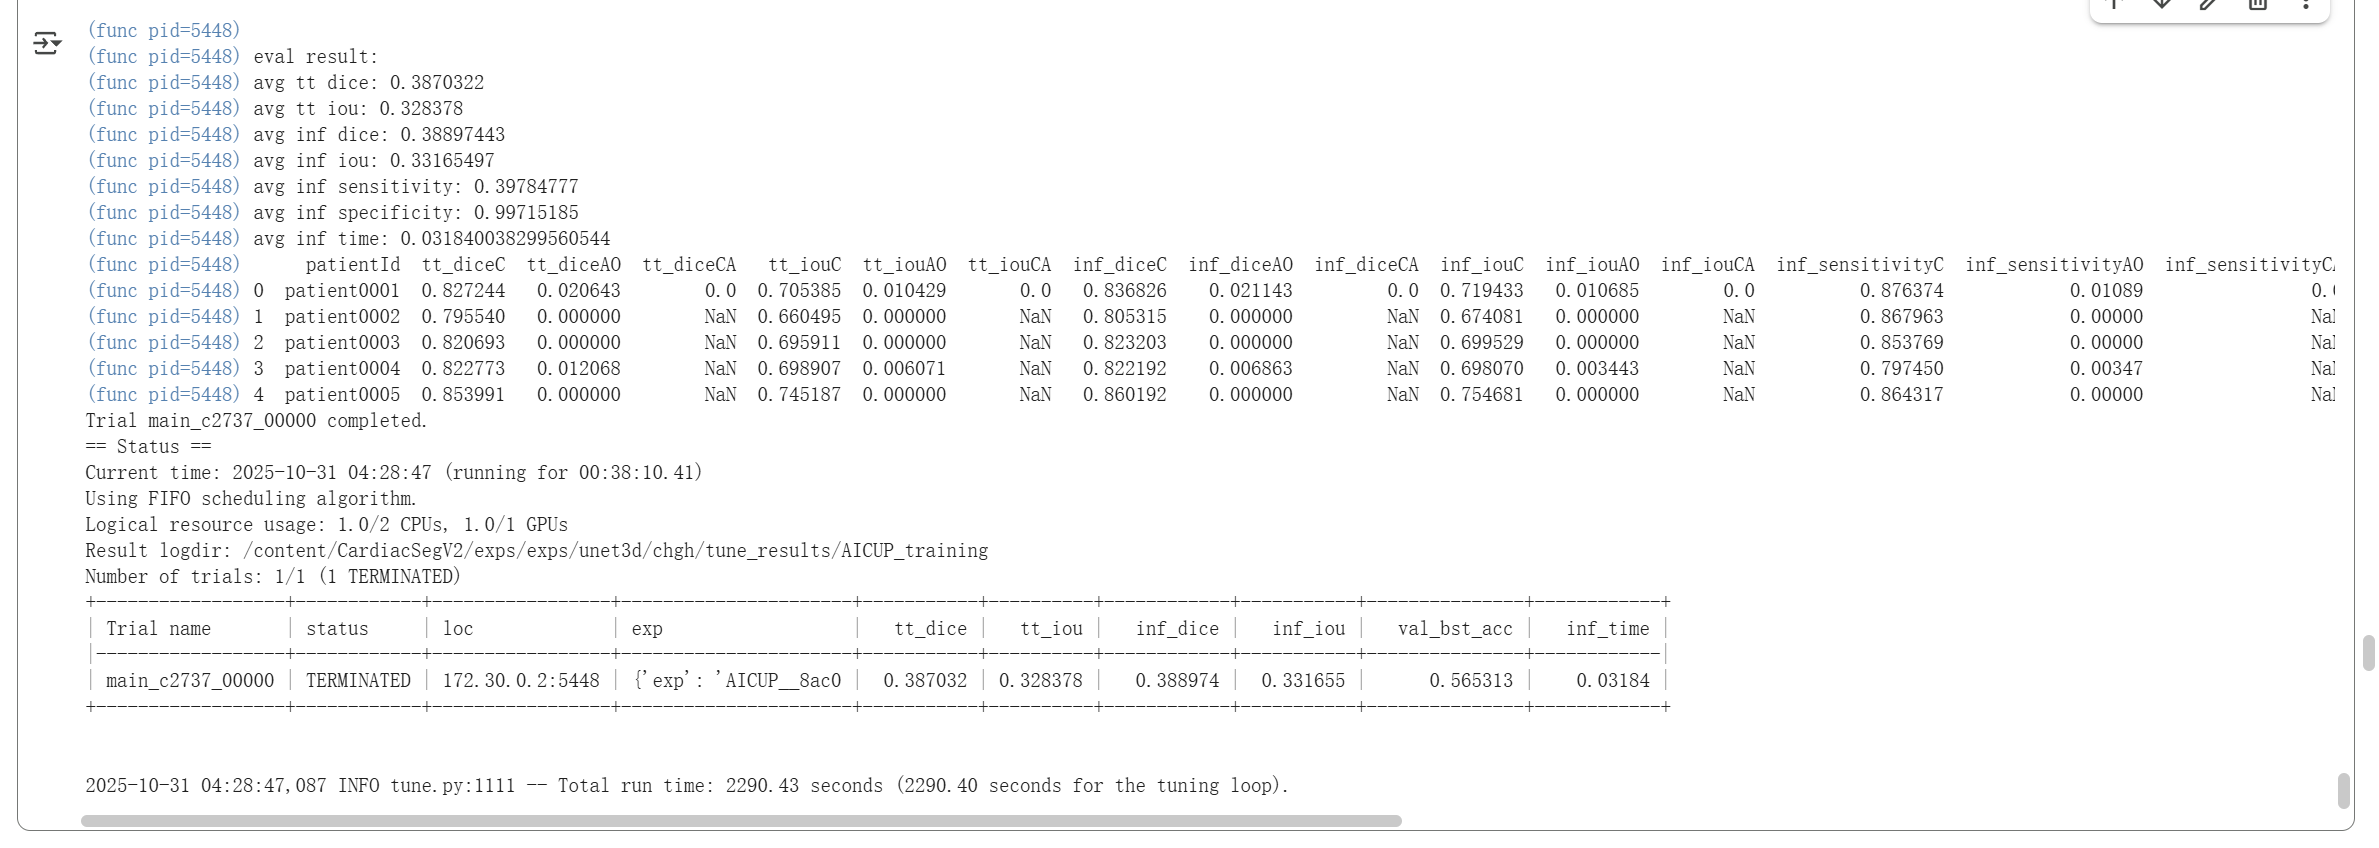 (func pid=5448)
(func pid=5448) eval result:
(func pid=5448) avg tt dice: 0.3870322
(func pid=5448) avg tt iou: 0.328378
(func pid=5448) avg inf dice: 0.38897443
(func pid=5448) avg inf iou: 0.33165497
(func pid=5448) avg inf sensitivity: 0.39784777
(func pid=5448) avg inf specificity: 0.99715185
(func pid=5448) avg inf time: 0.031840038299560544
(func pid=5448)      patientId  tt_diceC  tt_diceAO  tt_diceCA   tt_iouC  tt_iouAO  tt_iouCA  inf_diceC  inf_diceAO  inf_diceCA  inf_iouC  inf_iouAO  inf_iouCA  inf_sensitivityC  inf_sensitivityAO  inf_sensitivityCA
(func pid=5448) 0  patient0001  0.827244   0.020643        0.0  0.705385  0.010429       0.0   0.836826    0.021143         0.0  0.719433   0.010685        0.0          0.876374            0.01089                0.
(func pid=5448) 1  patient0002  0.795540   0.000000        NaN  0.660495  0.000000       NaN   0.805315    0.000000         NaN  0.674081   0.000000        NaN          0.867963            0.00000                NaN
(func pid=5448) 2  patient0003  0.820693   0.000000        NaN  0.695911  0.000000       NaN   0.823203    0.000000         NaN  0.699529   0.000000        NaN          0.853769            0.00000                NaN
(func pid=5448) 3  patient0004  0.822773   0.012068        NaN  0.698907  0.006071       NaN   0.822192    0.006863         NaN  0.698070   0.003443        NaN          0.797450            0.00347                NaN
(func pid=5448) 4  patient0005  0.853991   0.000000        NaN  0.745187  0.000000       NaN   0.860192    0.000000         NaN  0.754681   0.000000        NaN          0.864317            0.00000                NaN
Trial main_c2737_00000 completed.
== Status ==
Current time: 2025-10-31 04:28:47 (running for 00:38:10.41)
Using FIFO scheduling algorithm.
Logical resource usage: 1.0/2 CPUs, 1.0/1 GPUs
Result logdir: /content/CardiacSegV2/exps/exps/unet3d/chgh/tune_results/AICUP_training
Number of trials: 1/1 (1 TERMINATED)
+------------------+------------+-----------------+----------------------+-----------+----------+------------+-----------+---------------+------------+
| Trial name       | status     | loc             | exp                  |   tt_dice |   tt_iou |   inf_dice |   inf_iou |   val_bst_acc |   inf_time |
|------------------+------------+-----------------+----------------------+-----------+----------+------------+-----------+---------------+------------|
| main_c2737_00000 | TERMINATED | 172.30.0.2:5448 | {'exp': 'AICUP__8ac0 |  0.387032 | 0.328378 |   0.388974 |  0.331655 |      0.565313 |    0.03184 |
+------------------+------------+-----------------+----------------------+-----------+----------+------------+-----------+---------------+------------+
2025-10-31 04:28:47,087 INFO tune.py:1111 -- Total run time: 2290.43 seconds (2290.40 seconds for the tuning loop).